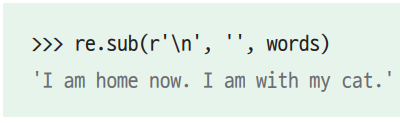 >>> re.sub(r'\n', '', words)
'I am home now. I am with my cat.'